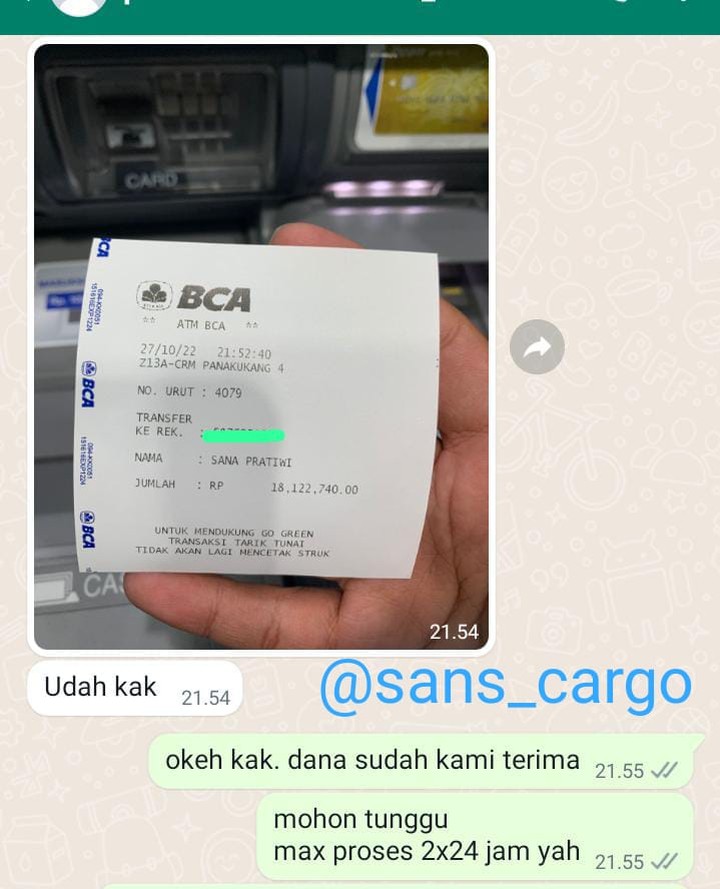 CARD
BCA
ATM BCA
** **
27/10/22 21:52:40
Z13A-CRM PANAKUKANG 4
NO. URUT : 4079
TRANSFER
KE REK. :
NAMA : SANA PRATIWI
JUMLAH : RP 18,122,740.00
UNTUK MENDUKUNG GO GREEN
TRANSAKSI TARIK TUNAI
TIDAK AKAN LAGI MENCETAK STRUK
BCA
BCA
BCA
BCA
21.54
Udah kak 21.54
@sans_cargo
okeh kak. dana sudah kami terima 21.55
mohon tunggu
max proses 2x24 jam yah 21.55